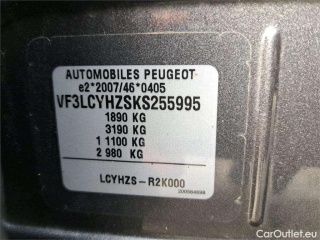 AUTOMOBILES PEUGEOT
e2*2007/46*0405
VF3LCYHZSKS255995
1890 KG
3190 KG
1 1100 KG
2 980 KG
LCYHZS - R2K000
CarOutlet.eu